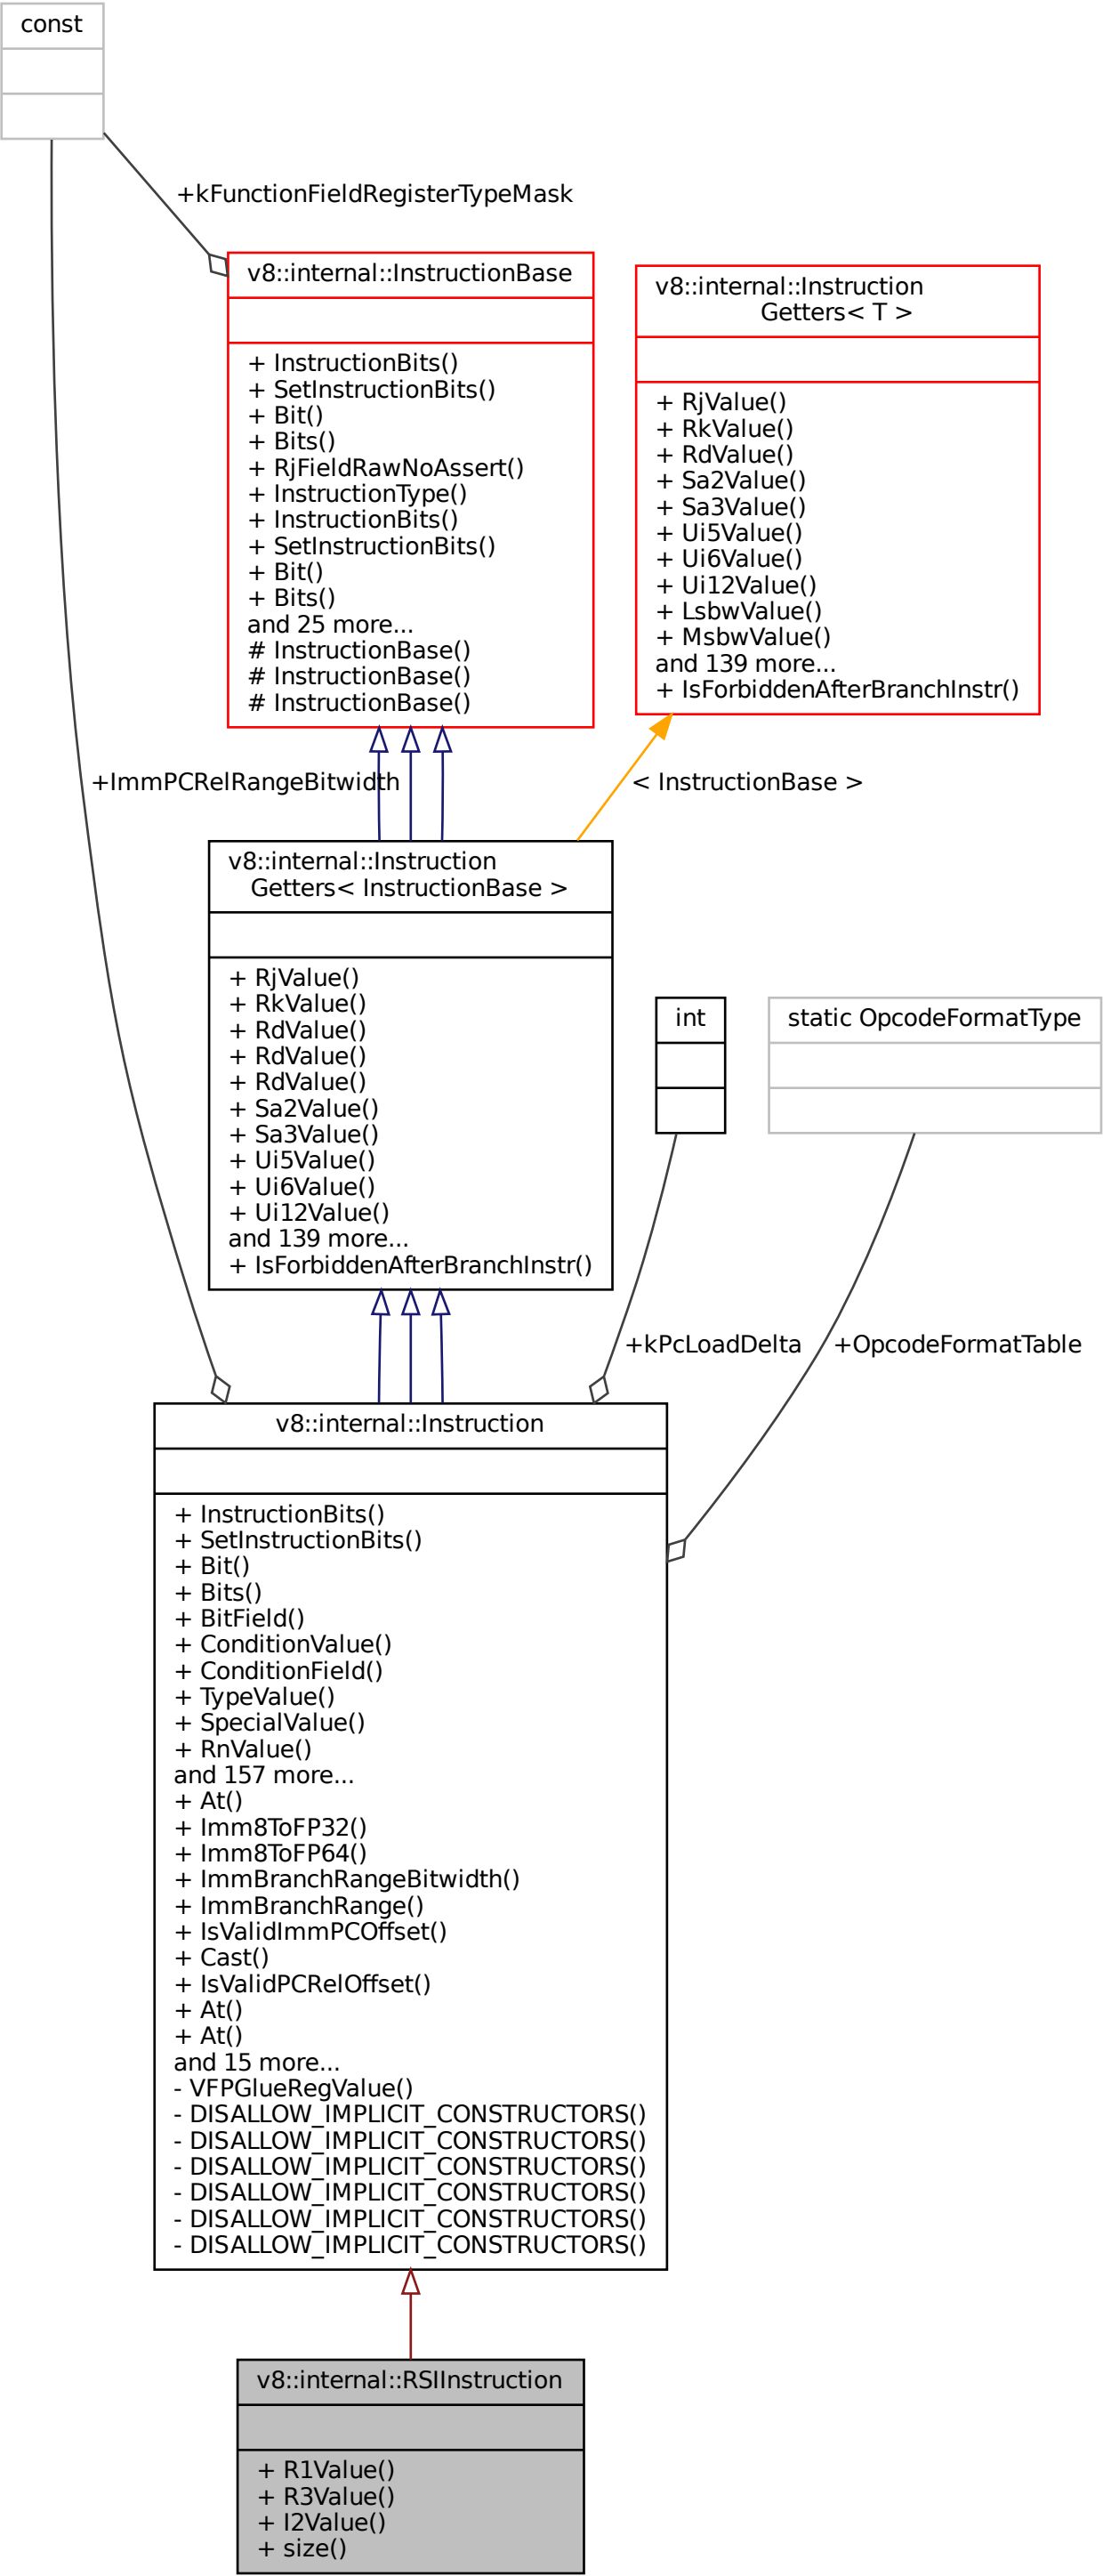 const
+kFunctionFieldRegisterTypeMask
v8::internal::InstructionBase
+ InstructionBits()
+ SetInstructionBits()
+ Bit()
+ Bits()
+ RjFieldRawNoAssert()
+ InstructionType()
+ InstructionBits()
+ SetInstructionBits()
+ Bit()
+ Bits()
and 25 more...
# InstructionBase()
# InstructionBase()
# InstructionBase()
v8::internal::Instruction
Getters< T >
+ RjValue()
+ RkValue()
+ RdValue()
+ Sa2Value()
+ Sa3Value()
+ Ui5Value()
+ Ui6Value()
+ Ui12Value()
+ LsbwValue()
+ MsbwValue()
and 139 more...
+ IsForbiddenAfterBranchInstr()
+ImmPCRelRangeBitwidth
< InstructionBase >
v8::internal::Instruction
Getters< InstructionBase >
+ RjValue()
+ RkValue()
+ RdValue()
+ RdValue()
+ RdValue()
+ Sa2Value()
+ Sa3Value()
+ Ui5Value()
+ Ui6Value()
+ Ui12Value()
and 139 more...
+ IsForbiddenAfterBranchInstr()
int
static OpcodeFormatType
+kPcLoadDelta
+OpcodeFormatTable
v8::internal::Instruction
+ InstructionBits()
+ SetInstructionBits()
+ Bit()
+ Bits()
+ BitField()
+ ConditionValue()
+ ConditionField()
+ TypeValue()
+ SpecialValue()
+ RnValue()
and 157 more...
+ At()
+ Imm8ToFP32()
+ Imm8ToFP64()
+ ImmBranchRangeBitwidth()
+ ImmBranchRange()
+ IsValidImmPCOffset()
+ Cast()
+ IsValidPCRelOffset()
+ At()
+ At()
and 15 more...
- VFPGlueRegValue()
- DISALLOW_IMPLICIT_CONSTRUCTORS()
- DISALLOW_IMPLICIT_CONSTRUCTORS()
- DISALLOW_IMPLICIT_CONSTRUCTORS()
- DISALLOW_IMPLICIT_CONSTRUCTORS()
- DISALLOW_IMPLICIT_CONSTRUCTORS()
- DISALLOW_IMPLICIT_CONSTRUCTORS()
v8::internal::RSIInstruction
+ R1Value()
+ R3Value()
+ I2Value()
+ size()